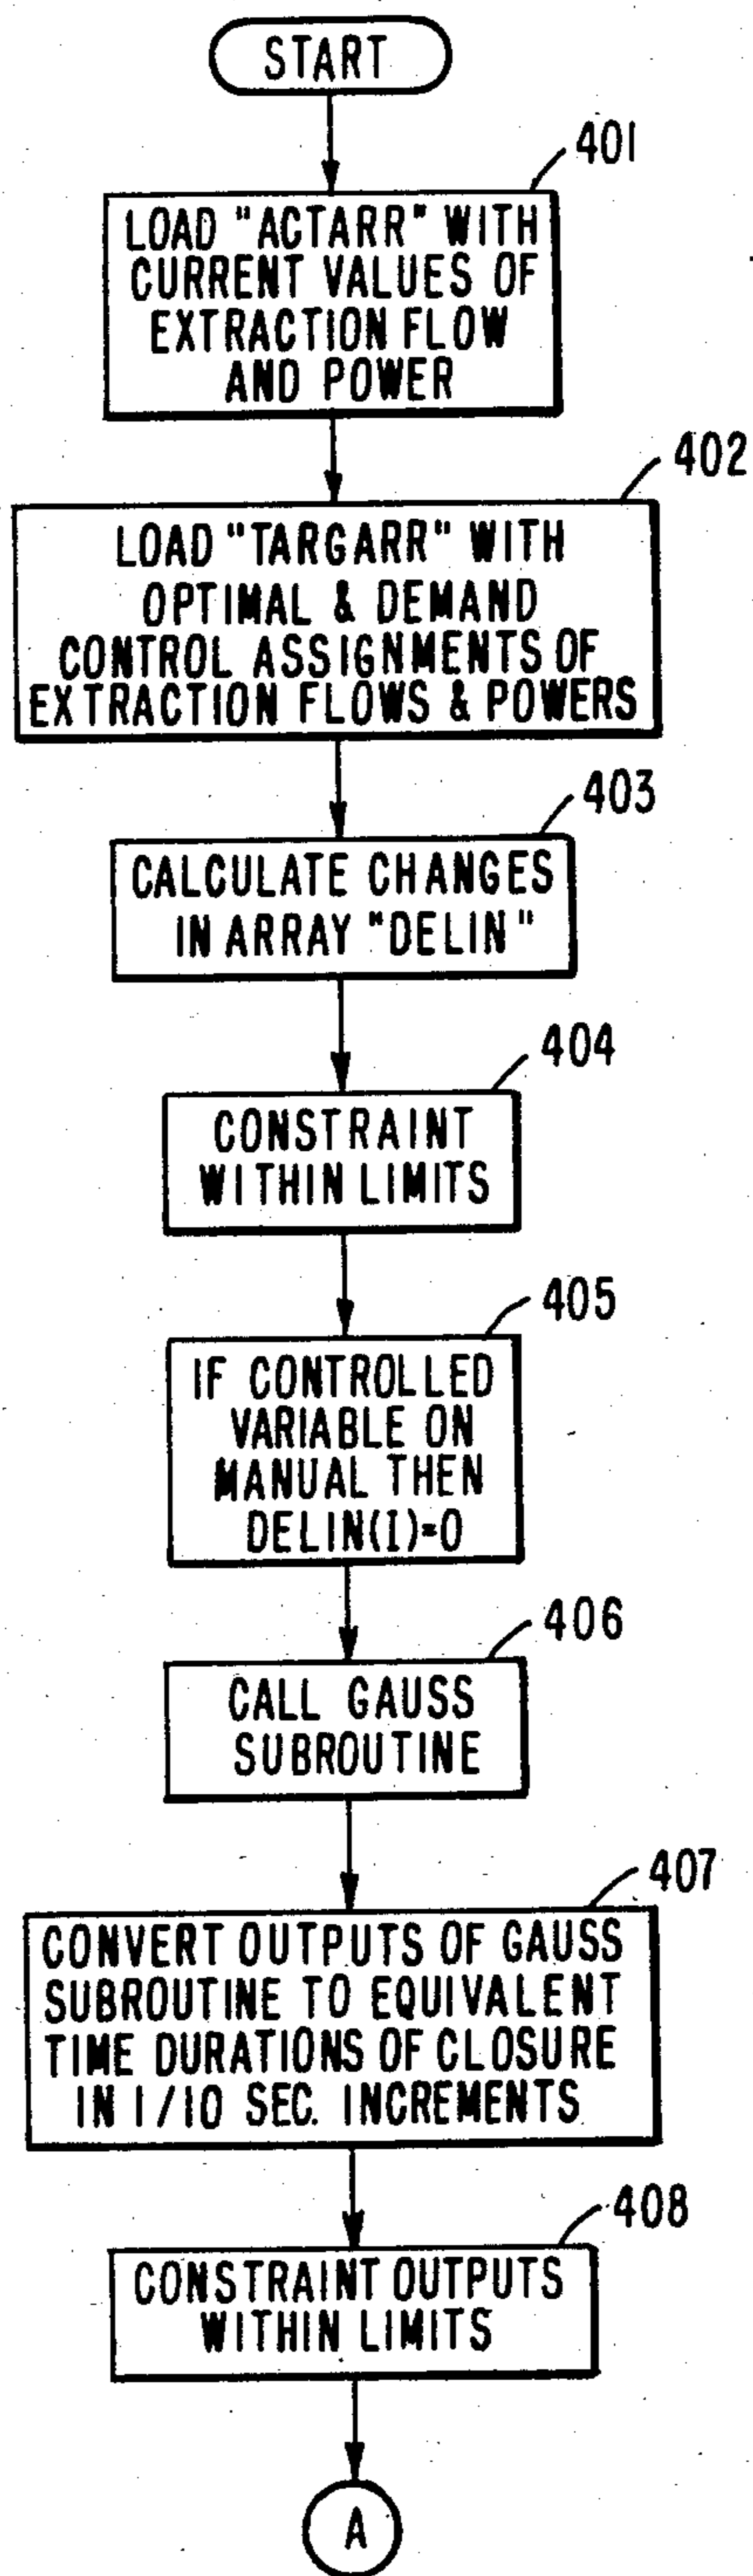 START
401
LOAD "ACTARR" WITH
CURRENT VALUES OF
EXTRACTION FLOW
AND POWER
402
LOAD "TARGARR" WITH
OPTIMAL & DEMAND
CONTROL ASSIGNMENTS OF
EXTRACTION FLOWS & POWERS
403
CALCULATE CHANGES
IN ARRAY "DELIN"
404
CONSTRAINT
WITHIN LIMITS
405
IF CONTROLLED
VARIABLE ON
MANUAL THEN
DELIN(I)=0
406
CALL GAUSS
SUBROUTINE
407
CONVERT OUTPUTS OF GAUSS
SUBROUTINE TO EQUIVALENT
TIME DURATIONS OF CLOSURE
IN 1/10 SEC. INCREMENTS
408
CONSTRAINT OUTPUTS
WITHIN LIMITS
A